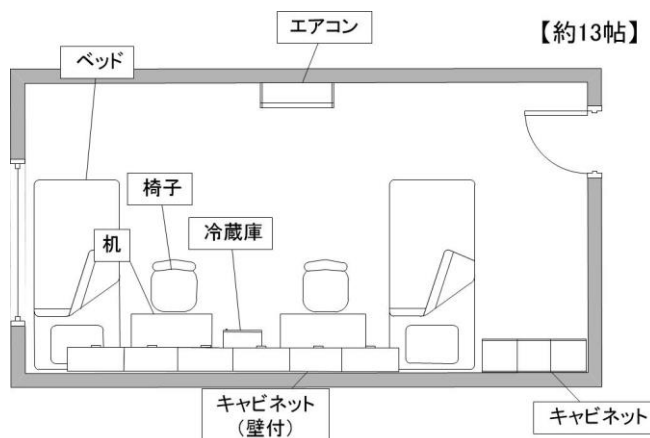 エアコン
【約13帖】
ベッド
椅子
冷蔵庫
机
キャビネット
(壁付)
キャビネット